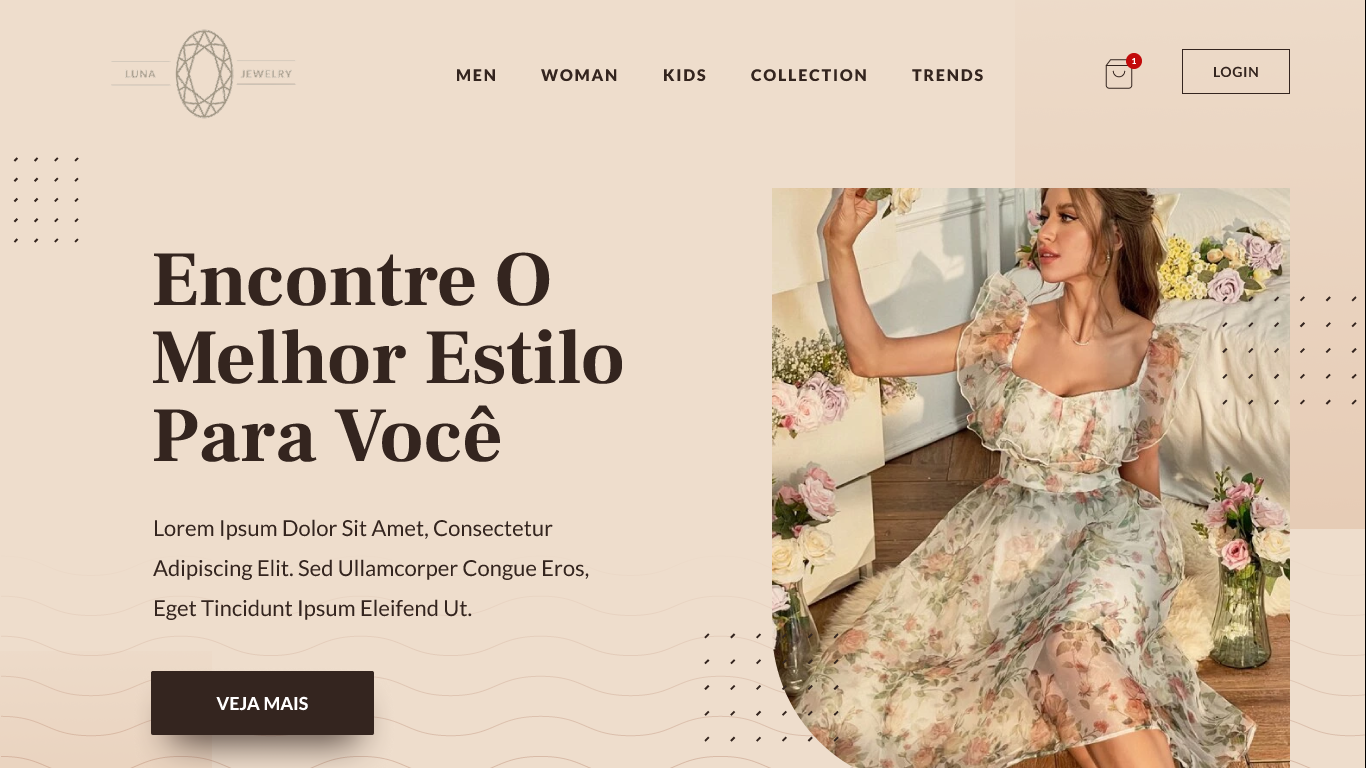 LUNA JEWELRY
MEN WOMAN KIDS COLLECTION TRENDS
1
LOGIN
Encontre O
Melhor Estilo
Para Você
Lorem Ipsum Dolor Sit Amet, Consectetur
Adipiscing Elit. Sed Ullamcorper Congue Eros,
Eget Tincidunt Ipsum Eleifend Ut.
VEJA MAIS